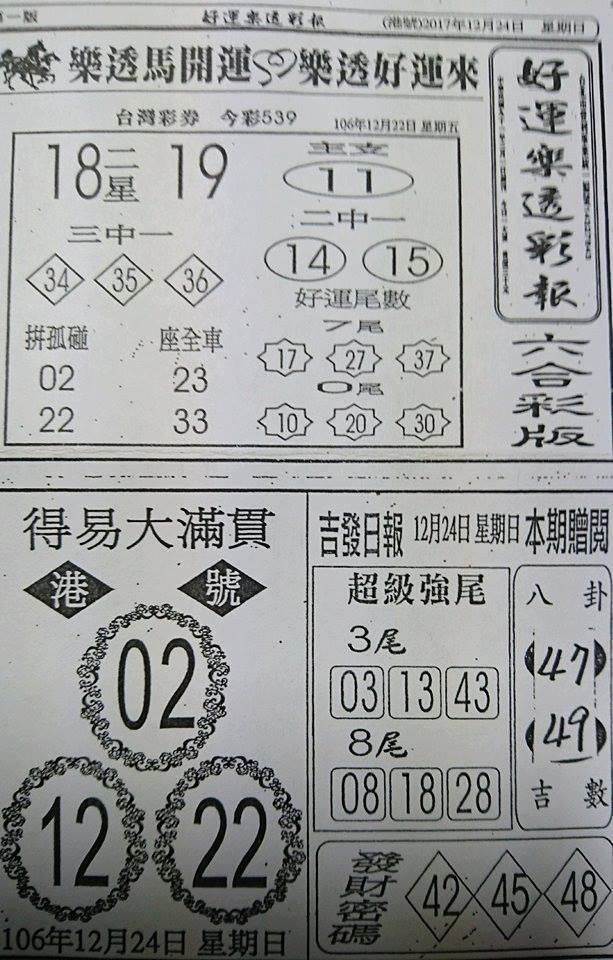 一版
好運樂透彩報
(港號)2017年12月24日 星期日
樂透馬開運 樂透好運來
台灣彩券 今彩539
106年12月22日 星期五
18 二星 19
三中一
34 35 36
拼孤碰
02
22
座全車
23
33
主支
11
二中一
14 15
好運尾數
7尾
17 27 37
0尾
10 20 30
好運樂透彩報
六合彩版
得易大滿貫
港 號
02
12 22
106年12月24日 星期日
吉發日報
12月24日 星期日
本期贈閱
超級強尾
3尾
03 13 43
8尾
08 18 28
八卦
47
49
吉數
發財密碼
42 45 48